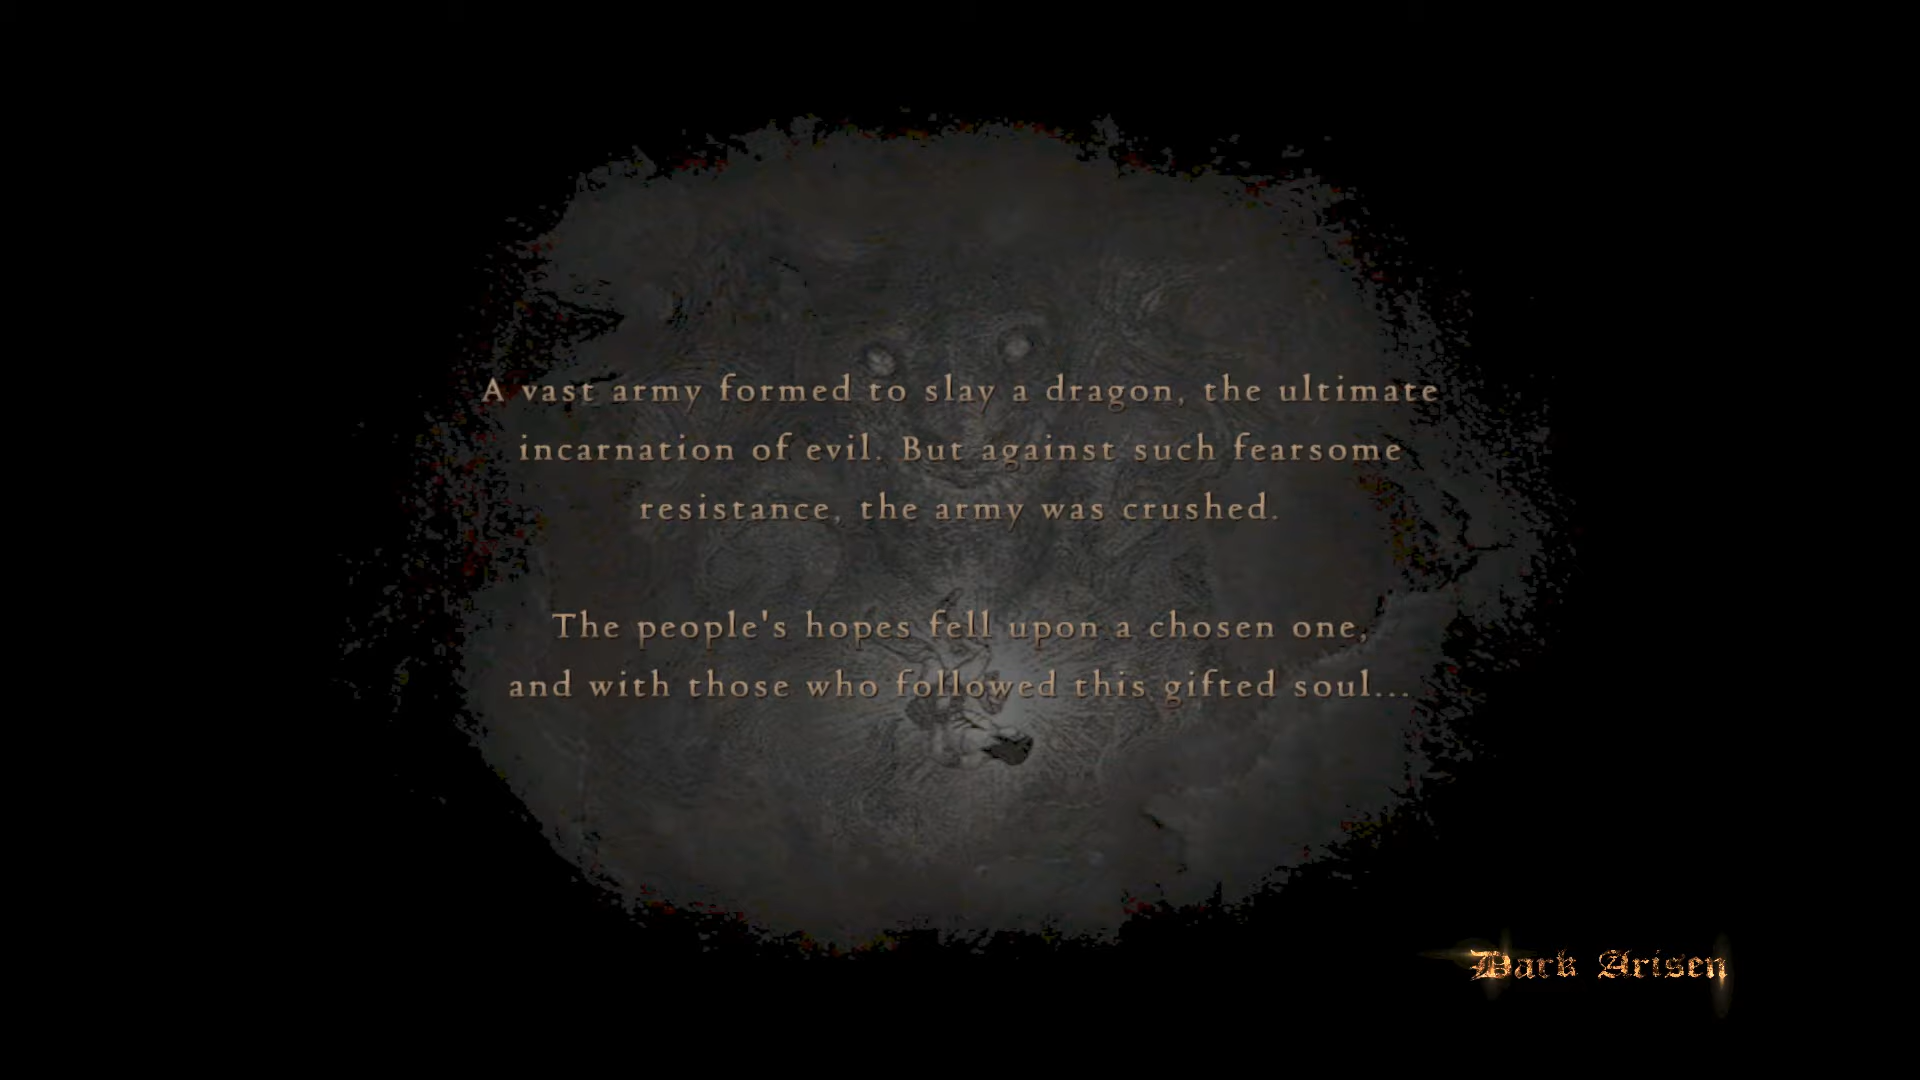 A vast army formed to slay a dragon, the ultimate
incarnation of evil. But against such fearsome
resistance, the army was crushed.
The people's hopes fell upon a chosen one,
and with those who followed this gifted soul...
Dark Arisen